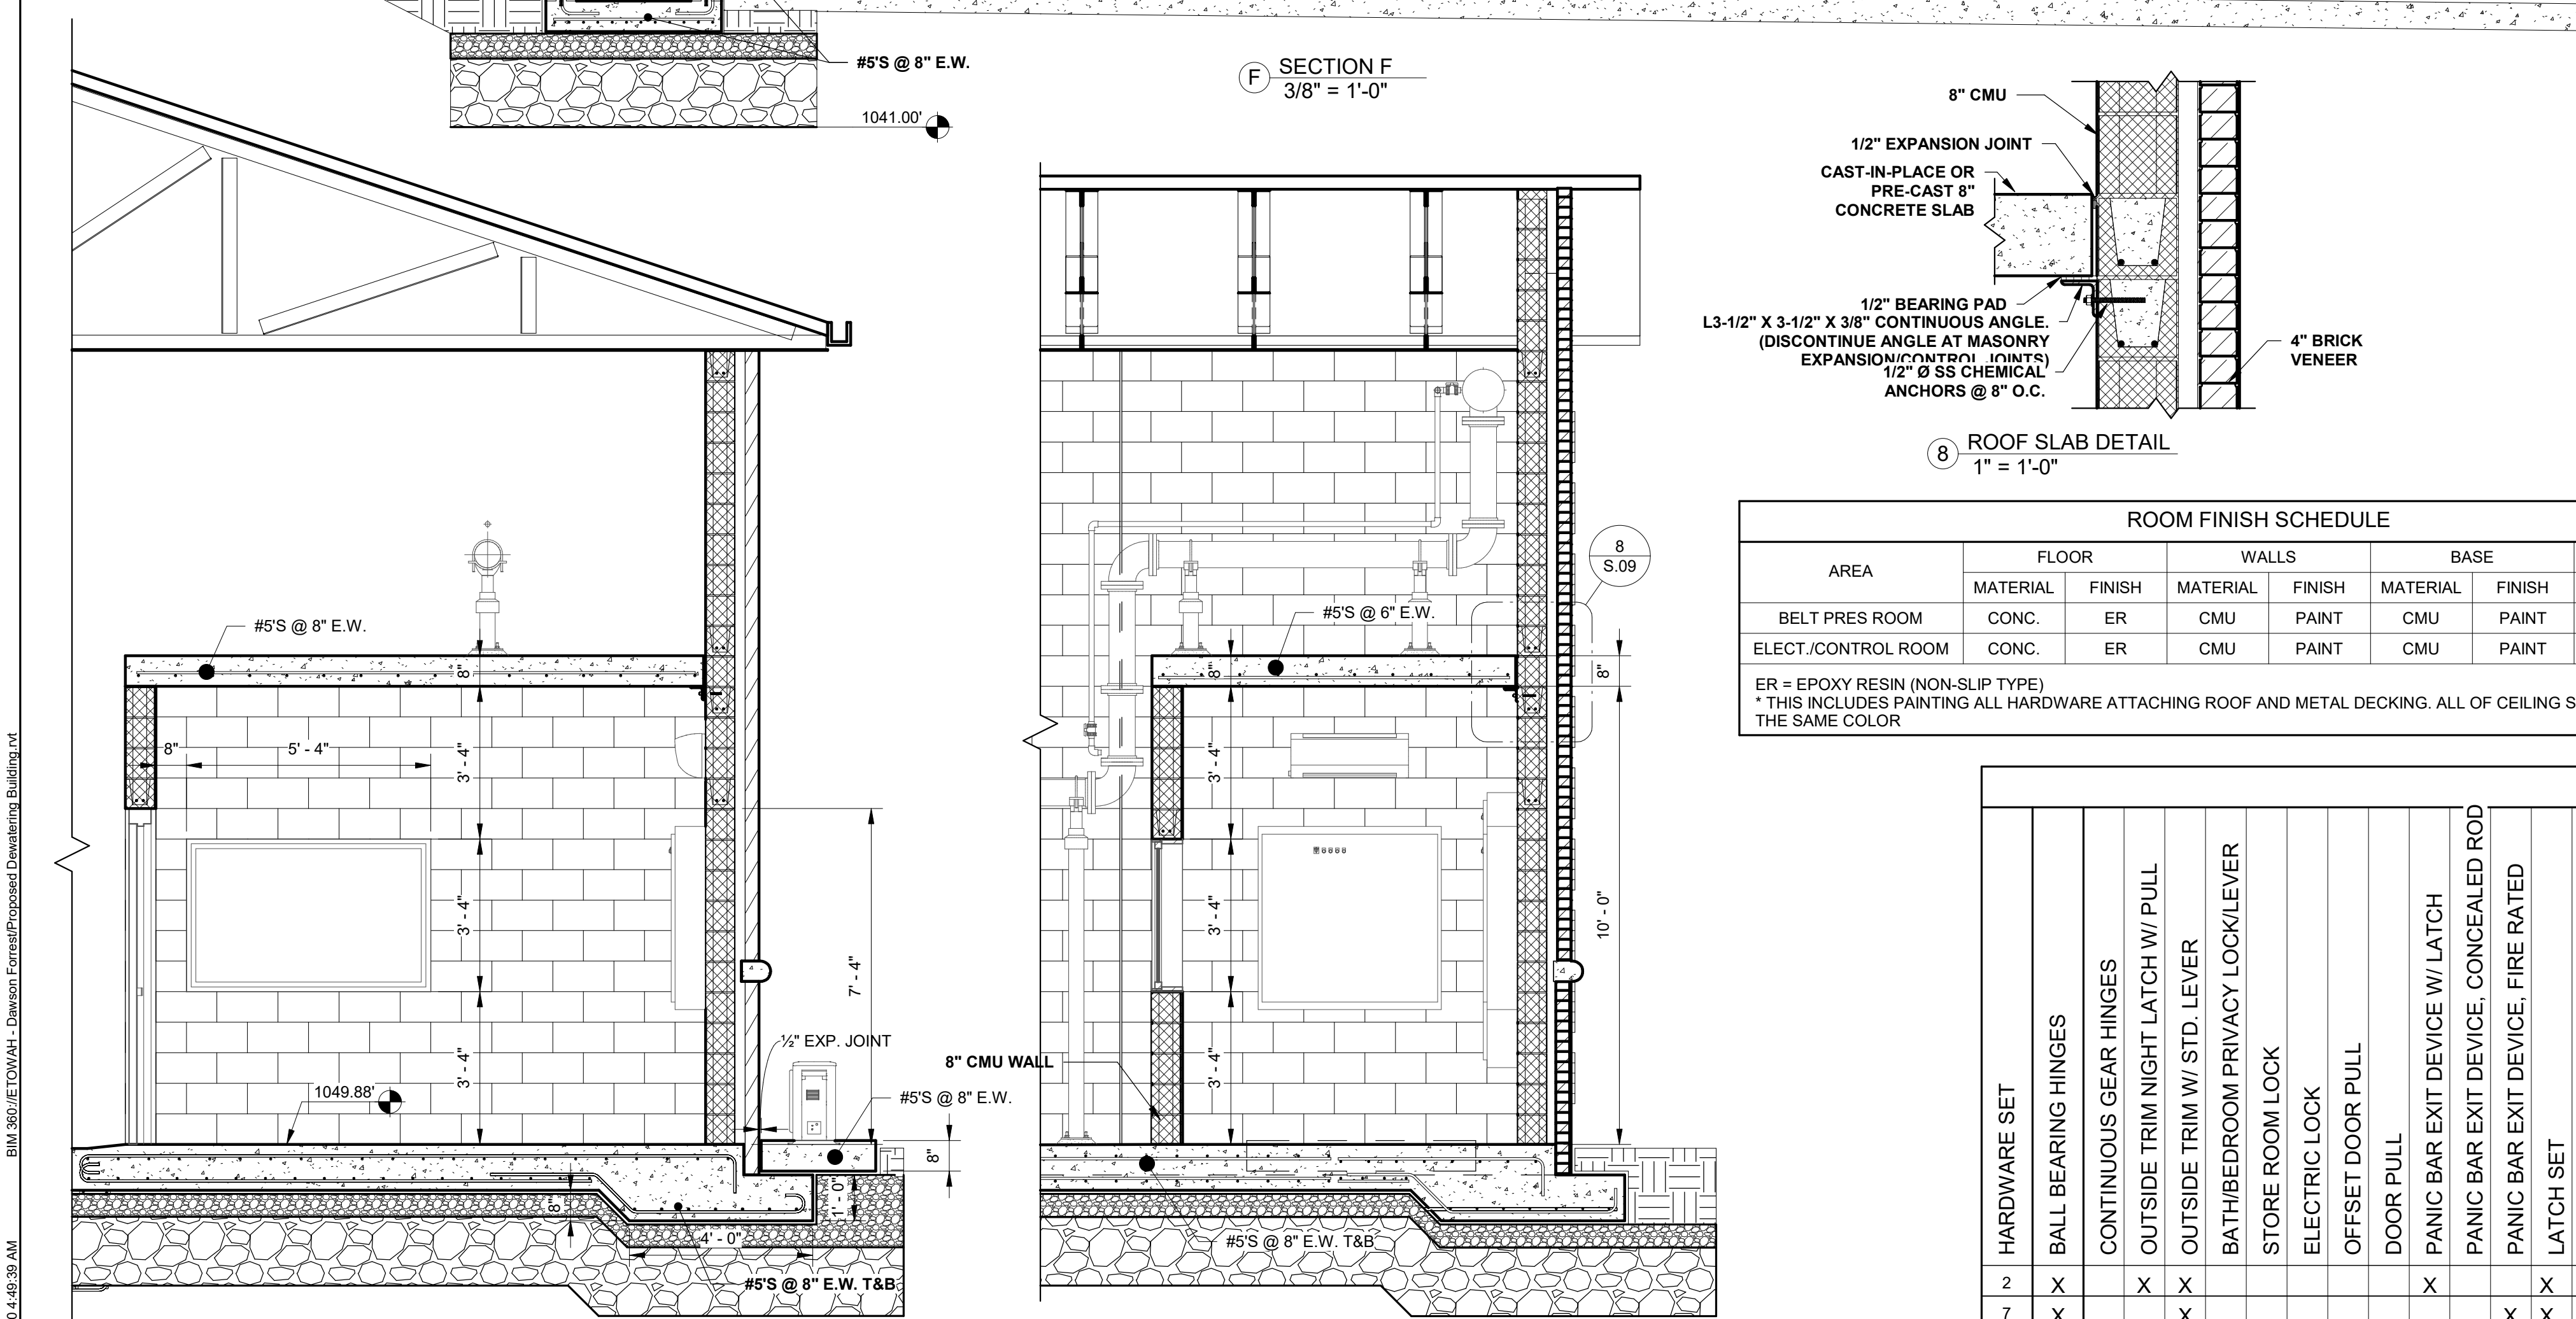 #5'S @ 8" E.W.
1041.00'
F
SECTION F
3/8" = 1'-0"
8" CMU
1/2" EXPANSION JOINT
CAST-IN-PLACE OR
PRE-CAST 8"
CONCRETE SLAB
1/2" BEARING PAD
L3-1/2" X 3-1/2" X 3/8" CONTINUOUS ANGLE.
(DISCONTINUE ANGLE AT MASONRY
EXPANSION/CONTROL JOINTS)
1/2" Ø SS CHEMICAL
ANCHORS @ 8" O.C.
4" BRICK
VENEER
8
ROOF SLAB DETAIL
1" = 1'-0"
#5'S @ 8" E.W.
8"
8"
5' - 4"
3' - 4"
3' - 4"
3' - 4"
7' - 4"
½" EXP. JOINT
1049.88'
#5'S @ 8" E.W.
8"
8"
1' - 0"
4' - 0"
#5'S @ 8" E.W. T&B
8
S.09
#5'S @ 6" E.W.
8"
8"
3' - 4"
3' - 4"
3' - 4"
10' - 0"
8" CMU WALL
#5'S @ 8" E.W. T&B
ROOM FINISH SCHEDULE
AREA FLOOR WALLS BASE
MATERIAL FINISH MATERIAL FINISH MATERIAL FINISH
BELT PRES ROOM CONC. ER CMU PAINT CMU PAINT
ELECT./CONTROL ROOM CONC. ER CMU PAINT CMU PAINT
ER = EPOXY RESIN (NON-SLIP TYPE)
* THIS INCLUDES PAINTING ALL HARDWARE ATTACHING ROOF AND METAL DECKING. ALL OF CEILING S
THE SAME COLOR
HARDWARE SET
BALL BEARING HINGES
CONTINUOUS GEAR HINGES
OUTSIDE TRIM NIGHT LATCH W/ PULL
OUTSIDE TRIM W/ STD. LEVER
BATH/BEDROOM PRIVACY LOCK/LEVER
STORE ROOM LOCK
ELECTRIC LOCK
OFFSET DOOR PULL
DOOR PULL
PANIC BAR EXIT DEVICE W/ LATCH
PANIC BAR EXIT DEVICE, CONCEALED ROD
PANIC BAR EXIT DEVICE, FIRE RATED
LATCH SET
2 X X X X X
7 X X X X
BIM 360://ETOWAH - Dawson Forrest/Proposed Dewatering Building.rvt
0 4:49:39 AM